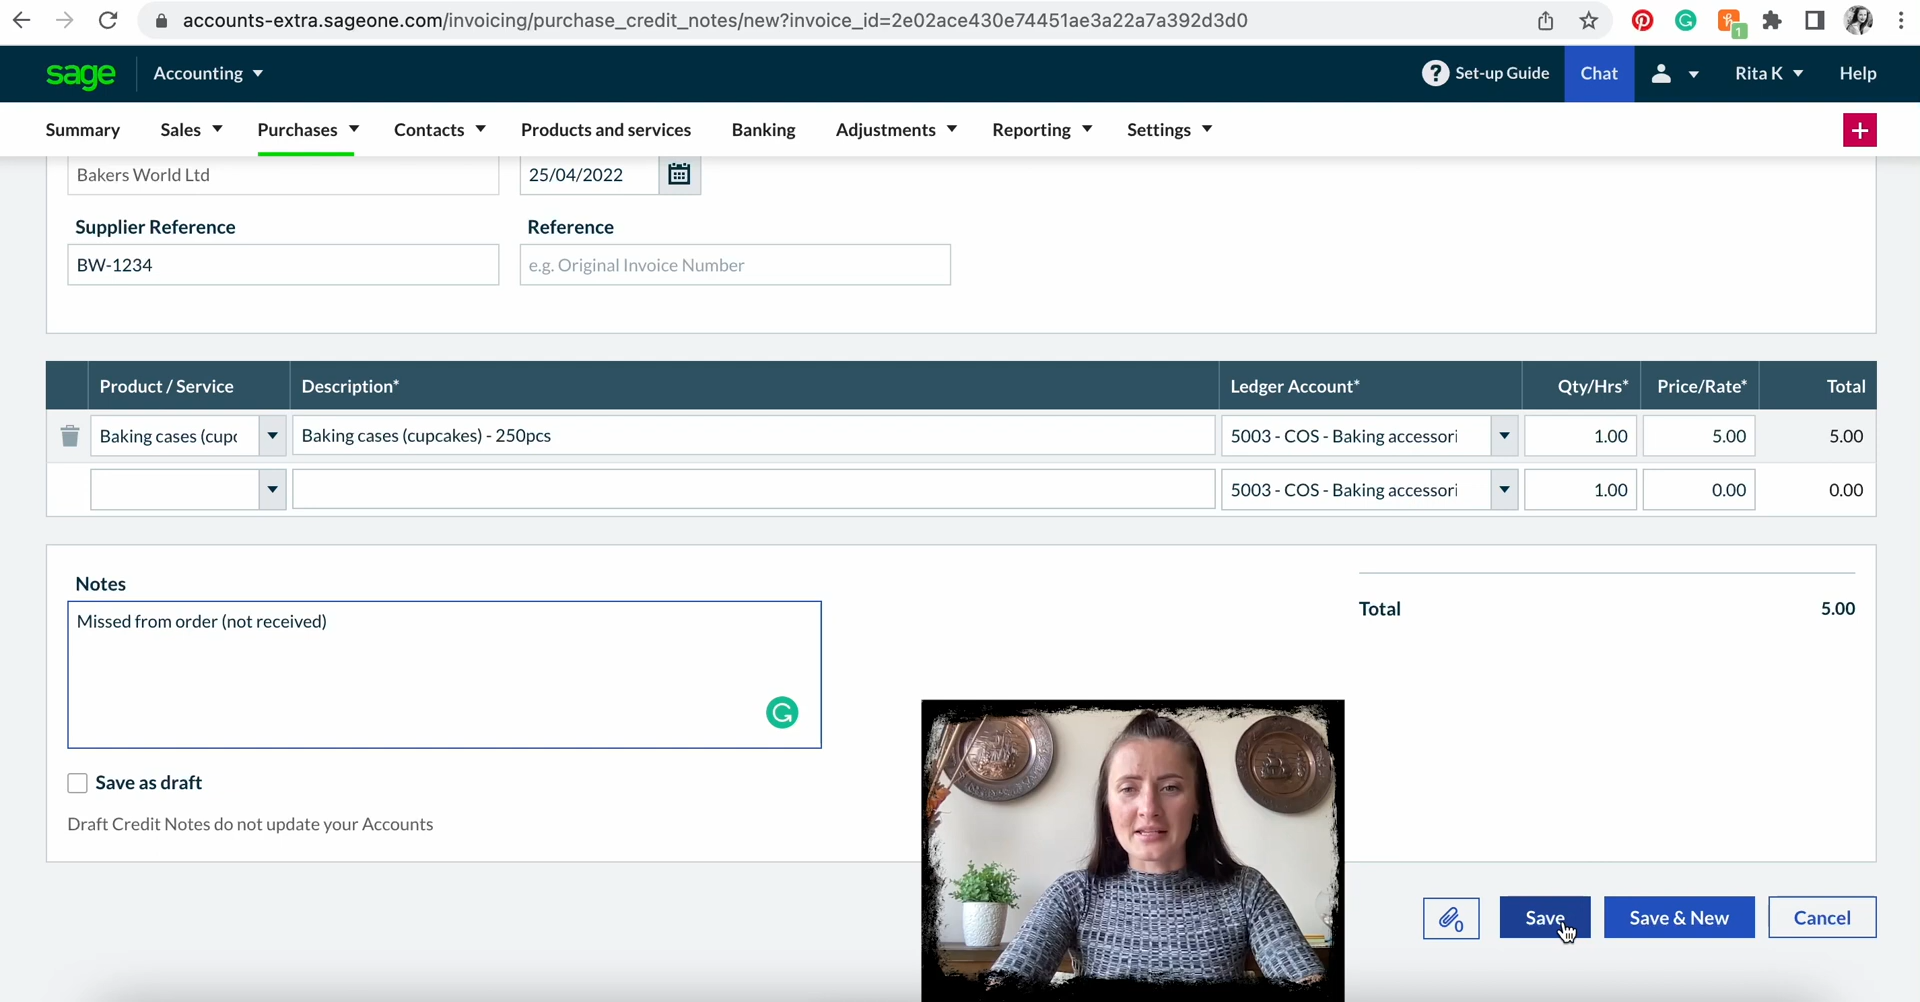 accounts-extra.sageone.com/invoicing/purchase_credit_notes/new?invoice_id=2e02ace430e74451ae3a22a7a392d3d0
1
sage Accounting Set-up Guide Chat Rita K Help
Summary Sales Purchases Contacts Products and services Banking Adjustments Reporting Settings
Bakers World Ltd 25/04/2022
Supplier Reference Reference
BW-1234 e.g. Original Invoice Number
Product / Service Description* Ledger Account* Qty/Hrs* Price/Rate* Total
Baking cases (cupc Baking cases (cupcakes) - 250pcs 5003 - COS - Baking accessori 1.00 5.00 5.00
5003 - COS - Baking accessori 1.00 0.00 0.00
Notes
Missed from order (not received)
Total 5.00
Save as draft
Draft Credit Notes do not update your Accounts
0 Save Save & New Cancel